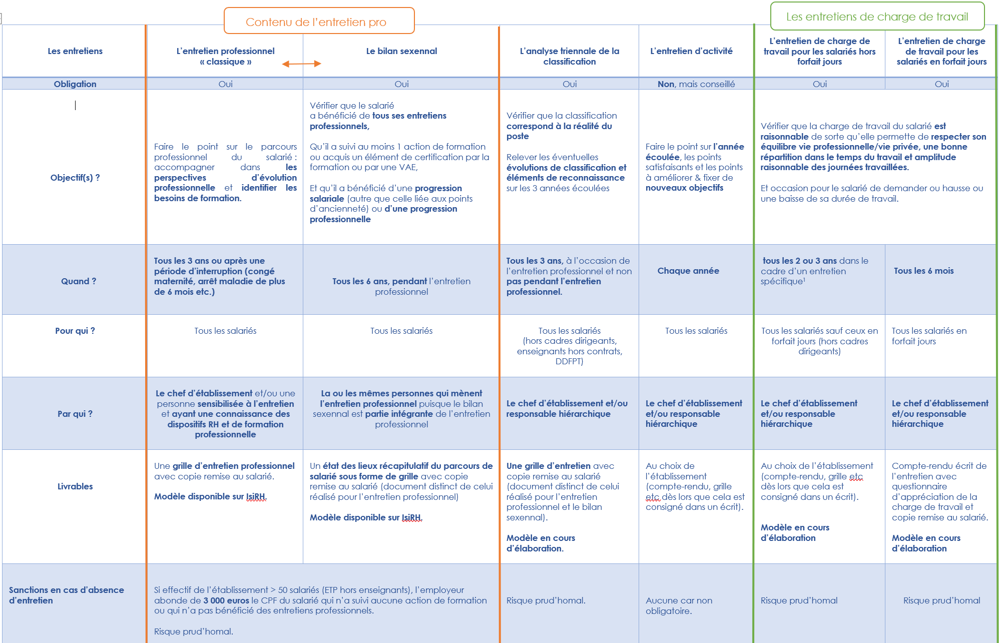 Contenu de l'entretien pro
Les entretiens de charge de travail
Les entretiens
L'entretien professionnel
« classique »
Le bilan sexennal
L'analyse triennale de la
classification
L'entretien d'activité
L'entretien de charge de
travail pour les salariés hors
forfait jours
L'entretien de charge
de travail pour les
salariés en forfait jours
Obligation
Oui
Oui
Oui
Non, mais conseillé
Oui
Oui
Objectif(s) ?
Faire le point sur le parcours
professionnel du salarié :
accompagner dans les
perspectives d'évolution
professionnelle et identifier les
besoins de formation.
Vérifier que le salarié
a bénéficié de tous ses entretiens
professionnels,
Qu'il a suivi au moins 1 action de formation
ou acquis un élément de certification par la
formation ou par une VAE,
Et qu'il a bénéficié d'une progression
salariale (autre que celle liée aux points
d'ancienneté) ou d'une progression
professionnelle
Vérifier que la classification
correspond à la réalité du
poste
Relever les éventuelles
évolutions de classification et
éléments de reconnaissance
sur les 3 années écoulées
Faire le point sur l'année
écoulée, les points
satisfaisants et les points
à améliorer & fixer de
nouveaux objectifs
Vérifier que la charge de travail du salarié est
raisonnable de sorte qu'elle permette de respecter son
équilibre vie professionnelle/vie privée, une bonne
répartition dans le temps du travail et amplitude
raisonnable des journées travaillées.
Et occasion pour le salarié de demander ou hausse ou
une baisse de sa durée de travail.
Quand ?
Tous les 3 ans ou après une
période d'interruption (congé
maternité, arrêt maladie de plus
de 6 mois etc.)
Tous les 6 ans, pendant l'entretien
professionnel
Tous les 3 ans, à l'occasion de
l'entretien professionnel et non
pas pendant l'entretien
professionnel.
Chaque année
tous les 2 ou 3 ans dans le
cadre d'un entretien
spécifique¹
Tous les 6 mois
Pour qui ?
Tous les salariés
Tous les salariés
Tous les salariés
(hors cadres dirigeants,
enseignants hors contrats,
DDFPT)
Tous les salariés
Tous les salariés sauf ceux en
forfait jours (hors cadres
dirigeants)
Tous les salariés en
forfait jours
Par qui ?
Le chef d'établissement et/ou une
personne sensibilisée à l'entretien
et ayant une connaissance des
dispositifs RH et de formation
professionnelle
La ou les mêmes personnes qui mènent
l'entretien professionnel puisque le bilan
sexennal est partie intégrante de l'entretien
professionnel
Le chef d'établissement et/ou
responsable hiérarchique
Le chef d'établissement
et/ou responsable
hiérarchique
Le chef d'établissement
et/ou responsable
hiérarchique
Le chef d'établissement
et/ou responsable
hiérarchique
Livrables
Une grille d'entretien professionnel
avec copie remise au salarié.
Modèle disponible sur IsiRH.
Un état des lieux récapitulatif du parcours de
salarié sous forme de grille avec copie
remise au salarié (document distinct de celui
réalisé pour l'entretien professionnel)
Modèle disponible sur IsiRH.
Une grille d'entretien avec
copie remise au salarié
(document distinct de celui
réalisé pour l'entretien
professionnel et le bilan
sexennal).
Modèle en cours
d'élaboration.
Au choix de
l'établissement
(compte-rendu, grille
etc dès lors que cela est
consigné dans un écrit).
Au choix de l'établissement
(compte-rendu, grille etc
dès lors que cela est
consigné dans un écrit).
Modèle en cours
d'élaboration
Compte-rendu écrit de
l'entretien avec
questionnaire
d'appréciation de la
charge de travail et
copie remise au salarié.
Modèle en cours
d'élaboration
Sanctions en cas d'absence
d'entretien
Si effectif de l'établissement > 50 salariés (ETP hors enseignants), l'employeur
abonde de 3 000 euros le CPF du salarié qui n'a suivi aucune action de formation
ou qui n'a pas bénéficié des entretiens professionnels.
Risque prud'homal.
Risque prud'homal.
Aucune car non
obligatoire.
Risque prud'homal
Risque prud'homal